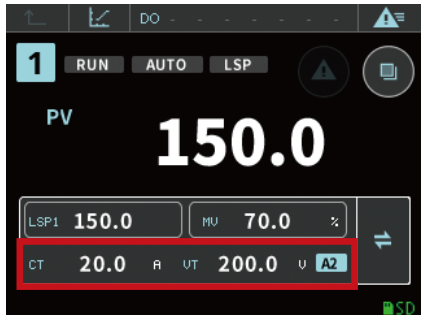 DO - - - - - - - -
1 RUN AUTO LSP
PV
150.0
LSP1 150.0 MV 70.0 %
CT 20.0 A VT 200.0 V A2
SD